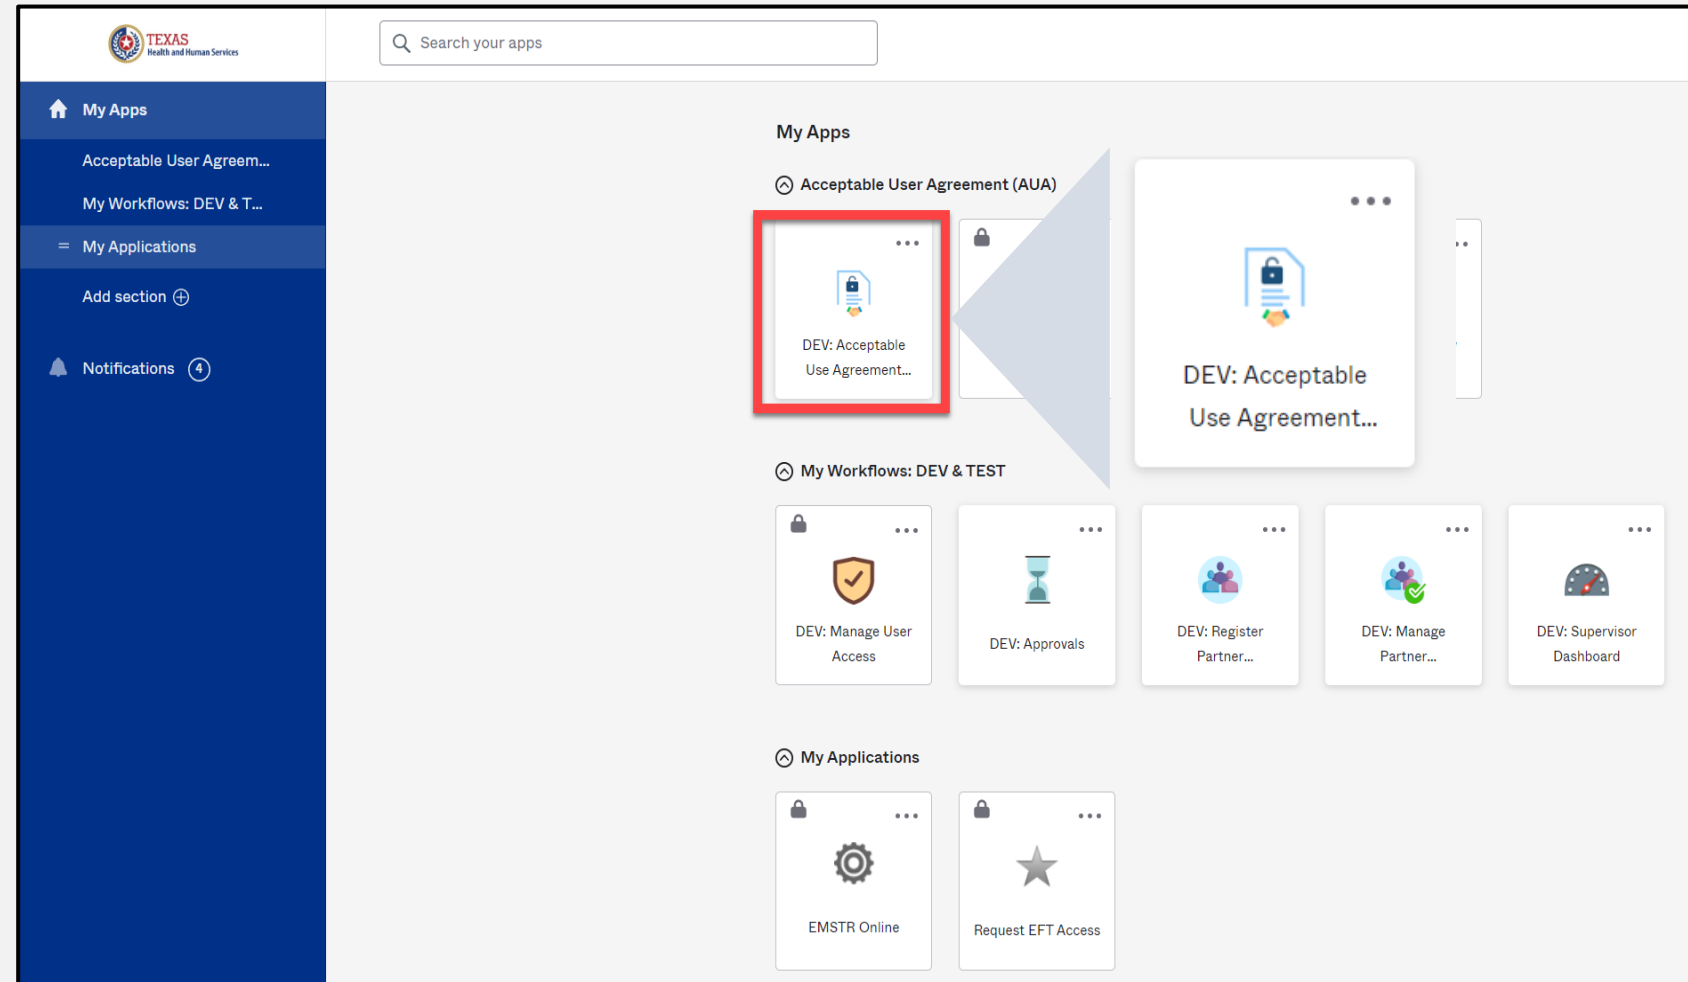 TEXAS
Health and Human Services
Search your apps
My Apps
Acceptable User Agreem...
My Workflows: DEV & T...
My Applications
Add section
Notifications 4
My Apps
Acceptable User Agreement (AUA)
DEV: Acceptable
Use Agreement...
DEV: Acceptable
Use Agreement...
My Workflows: DEV & TEST
DEV: Manage User
Access
DEV: Approvals
DEV: Register
Partner...
DEV: Manage
Partner...
DEV: Supervisor
Dashboard
My Applications
EMSTR Online
Request EFT Access